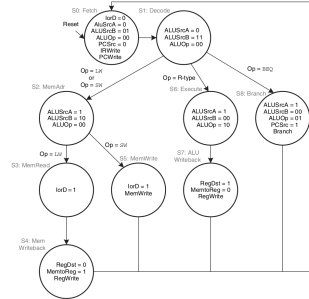 S0: Fetch
S1: Decode
Reset
IorD = 0
AluSrcA = 0
ALUSrcB = 01
ALUOp = 00
PCSrc = 0
IRWrite
PCWrite
ALUSrcA = 0
ALUSrcB = 11
ALUOp = 00
Op = LW
or
Op = SW
Op = R-type
Op = BEQ
S2: MemAdr
S6: Execute
S8: Branch
ALUSrcA = 1
ALUSrcB = 10
ALUOp = 00
ALUSrcA = 1
ALUSrcB = 00
ALUOp = 10
ALUSrcA = 1
ALUSrcB = 00
ALUOp = 01
PCSrc = 1
Branch
Op = LW
Op = SW
S3: MemRead
S5: MemWrite
S7: ALU
Writeback
IorD = 1
IorD = 1
MemWrite
RegDst = 1
MemtoReg = 0
RegWrite
S4: Mem
Writeback
RegDst = 0
MemtoReg = 1
RegWrite